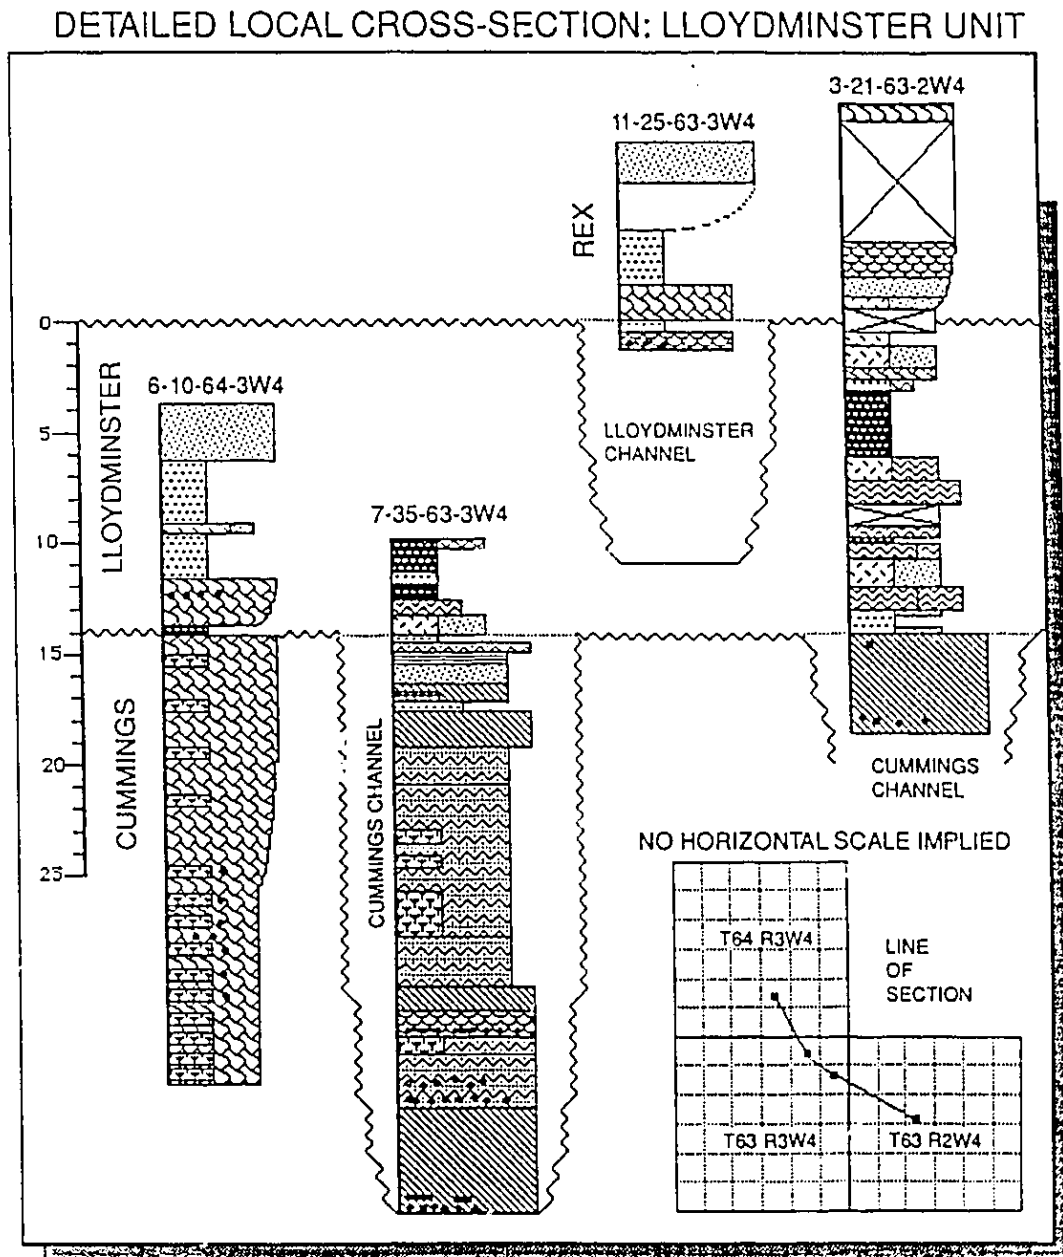 DETAILED LOCAL CROSS-SECTION: LLOYDMINSTER UNIT
3-21-63-2W4
11-25-63-3W4
REX
0
LLOYDMINSTER
6-10-64-3W4
5
LLOYDMINSTER
CHANNEL
7-35-63-3W4
10
15
CUMMINGS
CUMMINGS CHANNEL
20
CUMMINGS
CHANNEL
25
NO HORIZONTAL SCALE IMPLIED
T64 R3W4
LINE
OF
SECTION
T63 R3W4
T63 R2W4